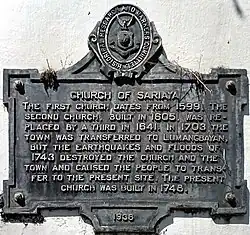 CHURCH OF SARIAYA
THE FIRST CHURCH DATES FROM 1599. THE
SECOND CHURCH, BUILT IN 1605, WAS RE-
PLACED BY A THIRD IN 1641. IN 1703 THE
TOWN WAS TRANSFERRED TO LUMANGBAYAN,
BUT THE EARTHQUAKES AND FLOODS OF
1743 DESTROYED THE CHURCH AND THE
TOWN AND CAUSED THE PEOPLE TO TRANS-
FER TO THE PRESENT SITE. THE PRESENT
CHURCH WAS BUILT IN 1748.
1938